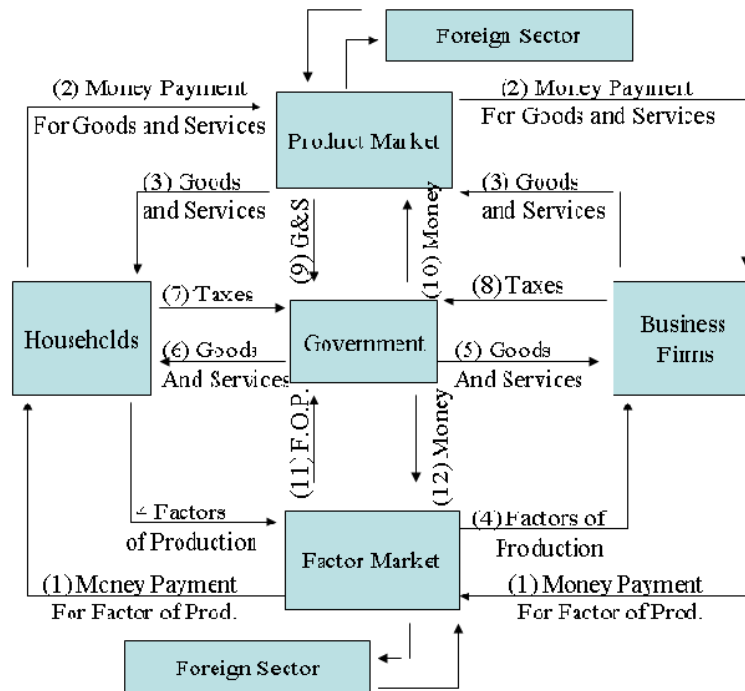 Foreign Sector
(2) Money Payment
For Goods and Services
(2) Money Payment
For Goods and Services
Product Market
(3) Goods
and Services
(3) Goods
and Services
(9) G&S
(10) Money
(7) Taxes
(8) Taxes
Households
Government
Business
Firms
(6) Goods
And Services
(5) Goods
And Services
(11) F.O.P.
(12) Money
4 Factors
of Production
(4) Factors of
Production
Factor Market
(1) Money Payment
For Factor of Prod.
(1) Money Payment
For Factor of Prod.
Foreign Sector